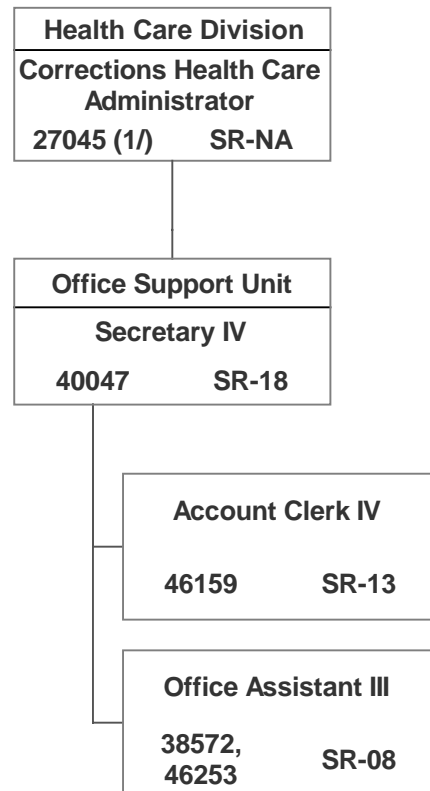 Health Care Division
Corrections Health Care
Administrator
27045 (1/) SR-NA
Office Support Unit
Secretary IV
40047 SR-18
Account Clerk IV
46159 SR-13
Office Assistant III
38572,
46253 SR-08